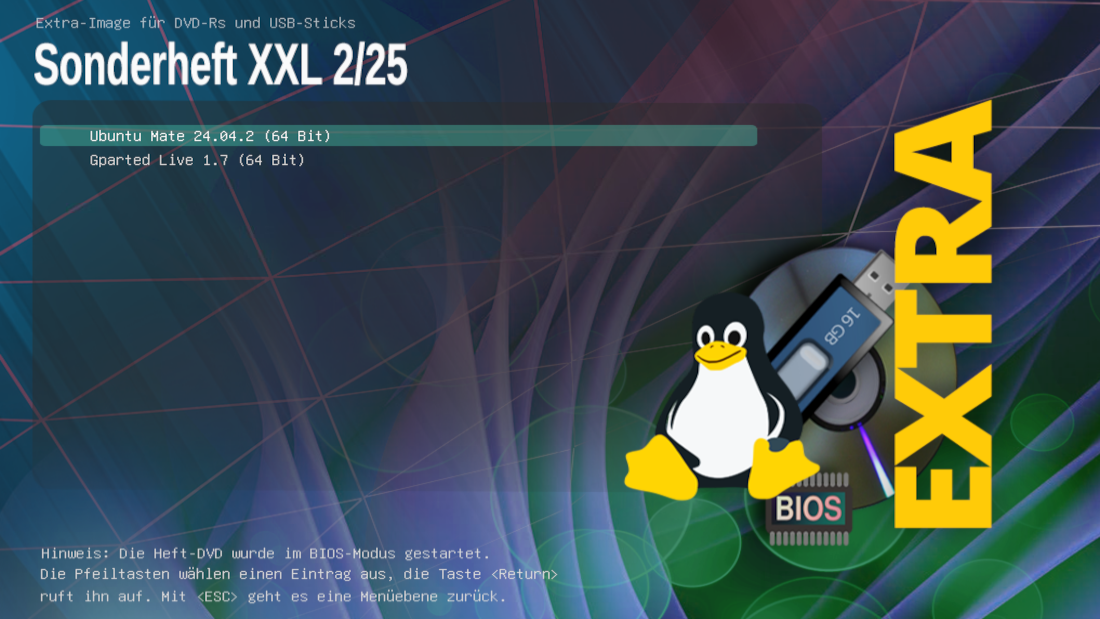 Extra-Image für DVD-Rs und USB-Sticks
Sonderheft XXL 2/25
Ubuntu Mate 24.04.2 (64 Bit)
Gparted Live 1.7 (64 Bit)
EXTRA
16 GB
BIOS
Hinweis: Die Heft-DVD wurde im BIOS-Modus gestartet.
Die Pfeiltasten wählen einen Eintrag aus, die Taste <Return>
ruft ihn auf. Mit <ESC> geht es eine Menüebene zurück.